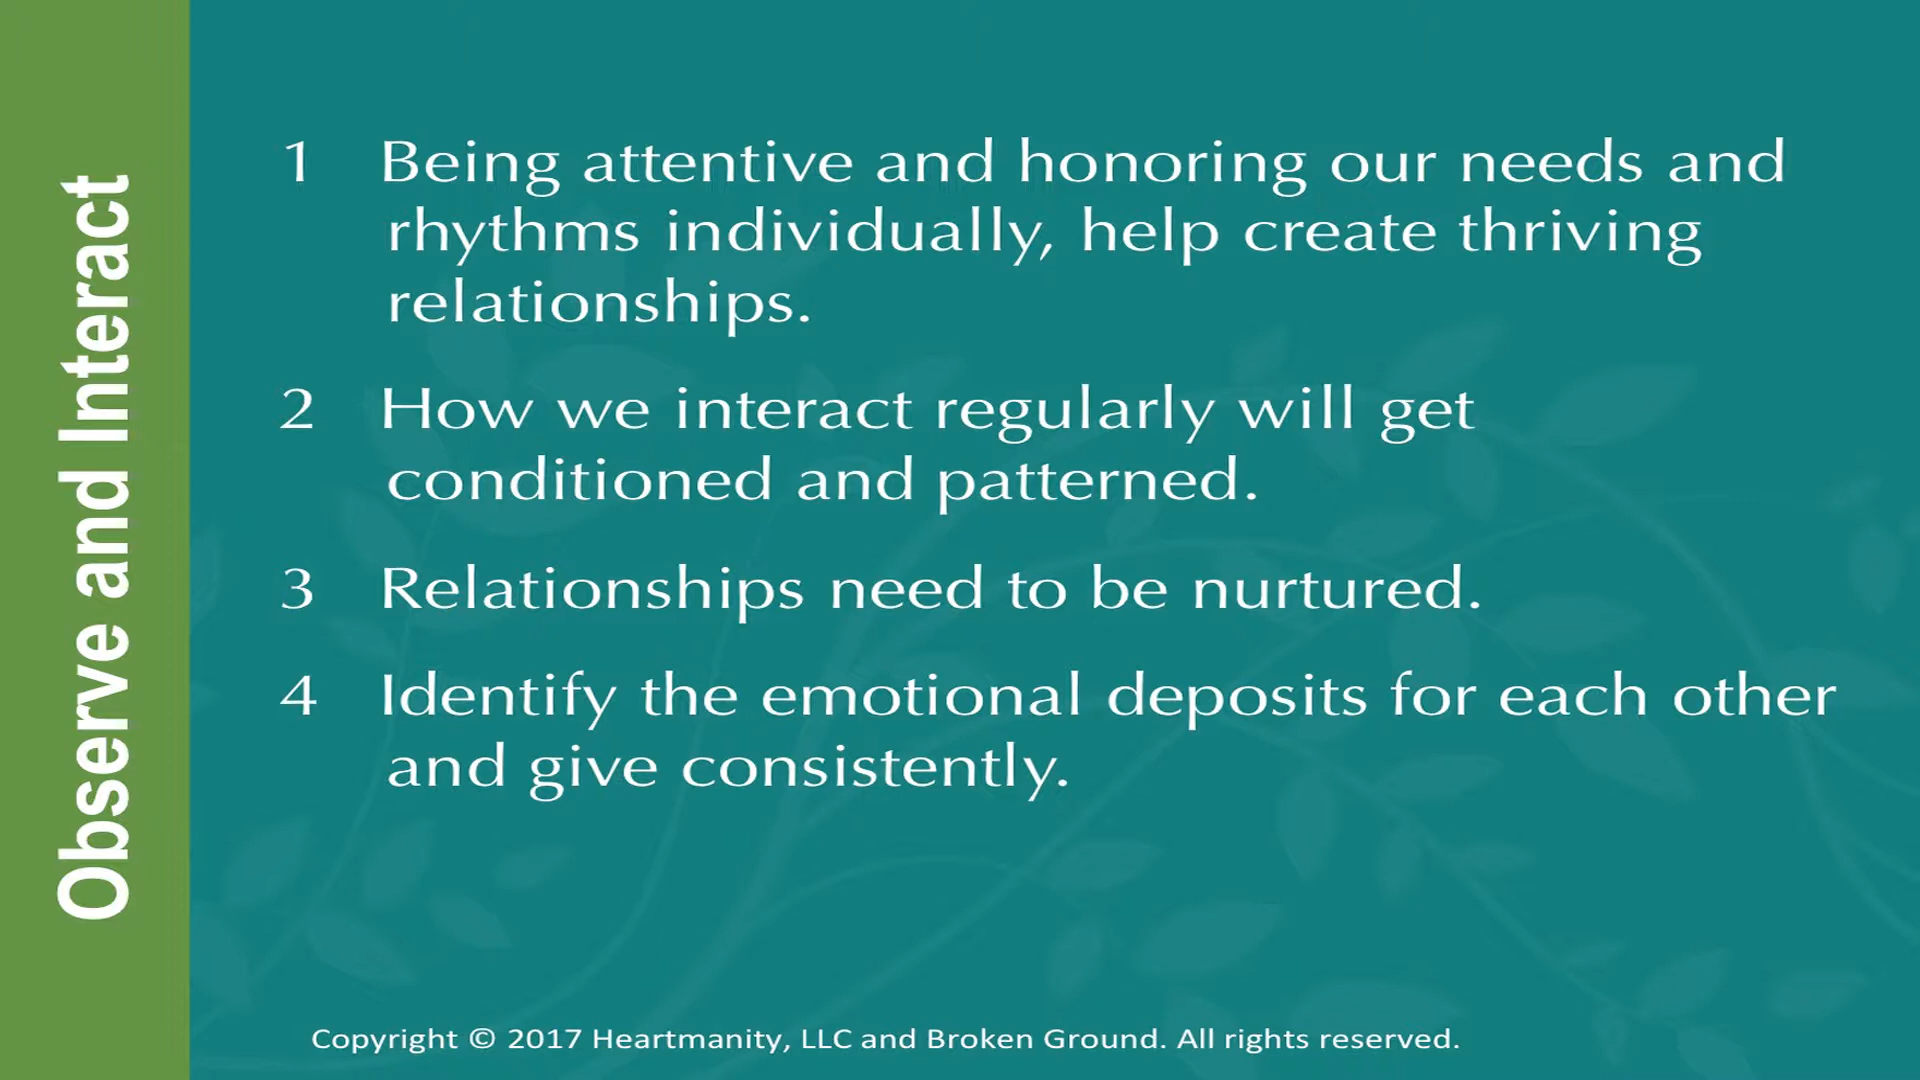 Observe and Interact
1 Being attentive and honoring our needs and
rhythms individually, help create thriving
relationships.
2 How we interact regularly will get
conditioned and patterned.
3 Relationships need to be nurtured.
4 Identify the emotional deposits for each other
and give consistently.
Copyright © 2017 Heartmanity, LLC and Broken Ground. All rights reserved.